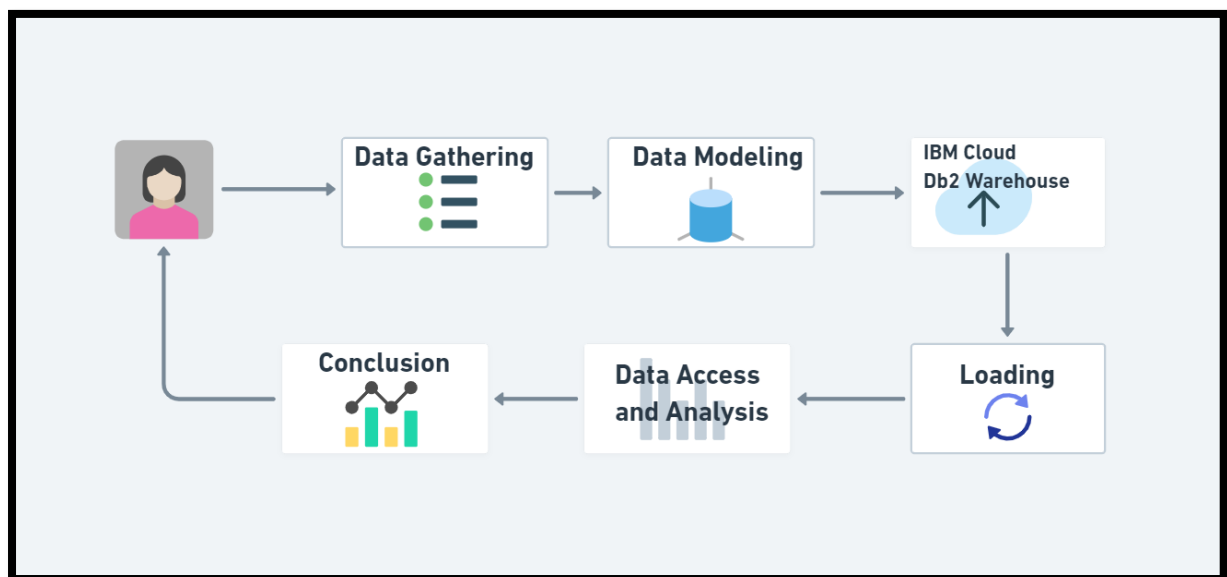 Data Gathering
Data Modeling
IBM Cloud
Db2 Warehouse
Loading
Data Access
and Analysis
Conclusion